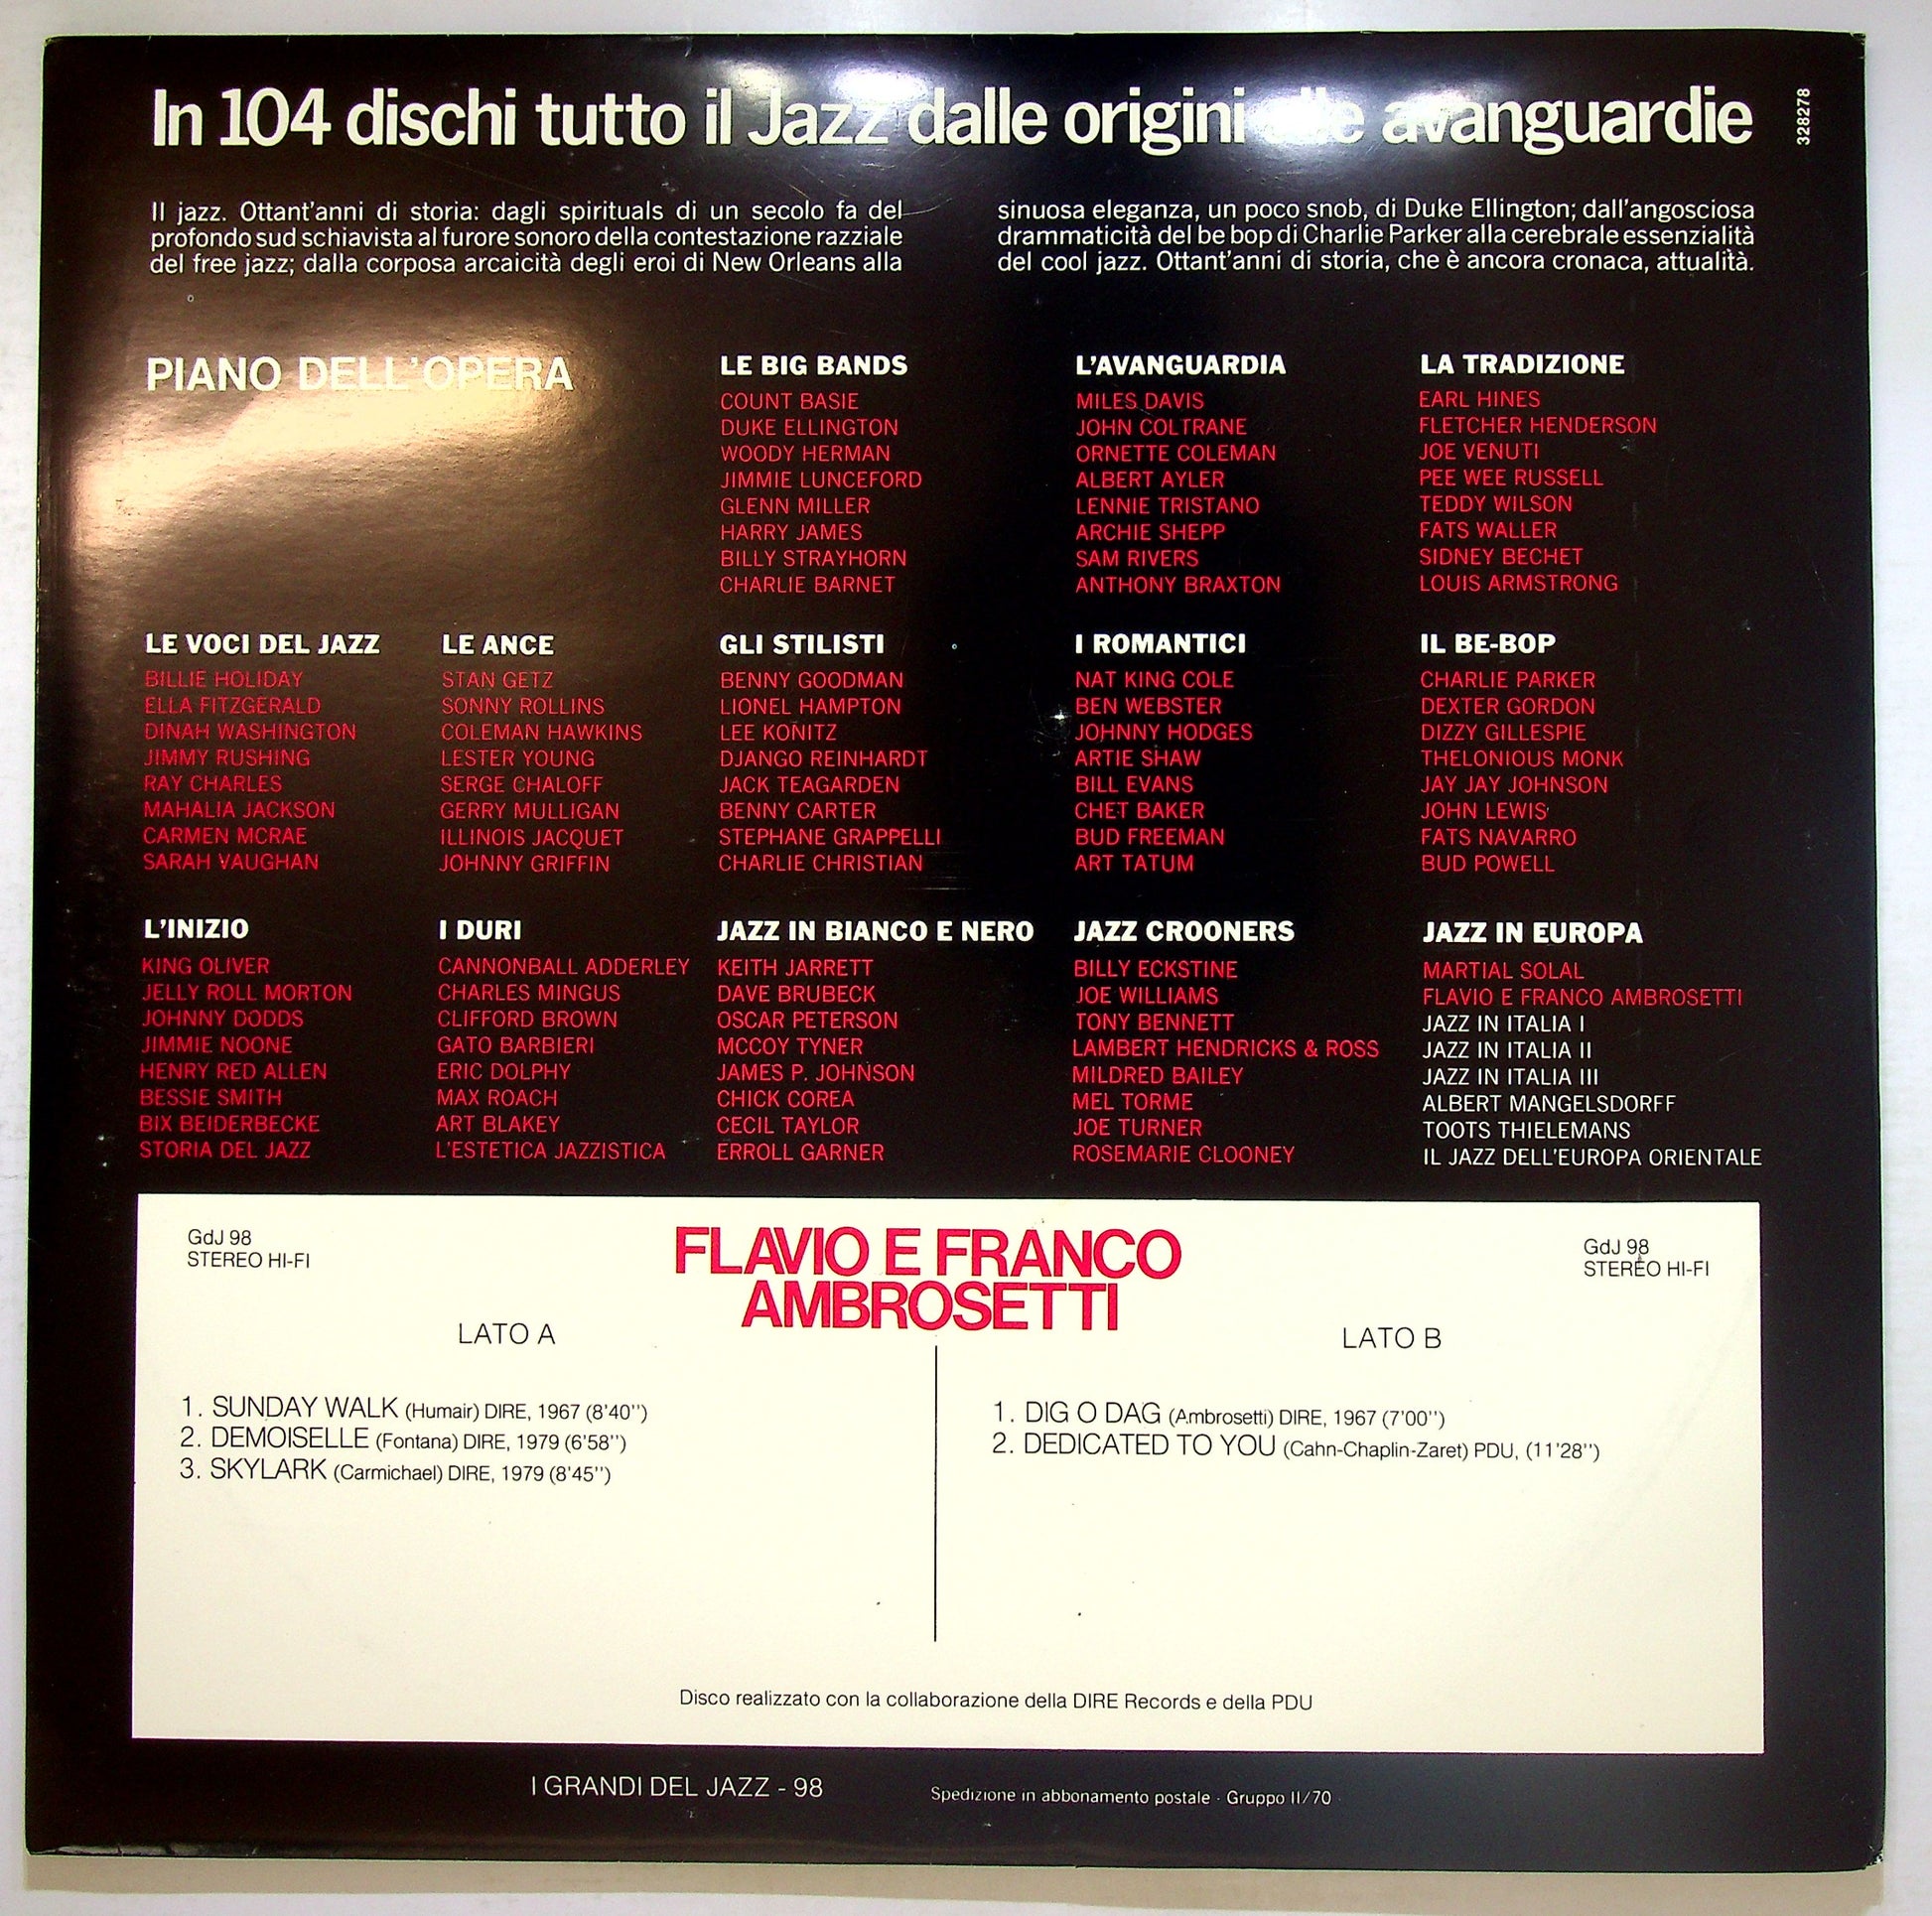 In 104 dischi tutto il Jazz dalle origini alle avanguardie
328278
Il jazz. Ottant'anni di storia: dagli spirituals di un secolo fa del
profondo sud schiavista al furore sonoro della contestazione razziale
del free jazz; dalla corposa arcaicità degli eroi di New Orleans alla
sinuosa eleganza, un poco snob, di Duke Ellington; dall'angosciosa
drammaticità del be bop di Charlie Parker alla cerebrale essenzialità
del cool jazz. Ottant'anni di storia, che è ancora cronaca, attualità.
PIANO DELL'OPERA
LE BIG BANDS
COUNT BASIE
DUKE ELLINGTON
WOODY HERMAN
JIMMIE LUNCEFORD
GLENN MILLER
HARRY JAMES
BILLY STRAYHORN
CHARLIE BARNET
L'AVANGUARDIA
MILES DAVIS
JOHN COLTRANE
ORNETTE COLEMAN
ALBERT AYLER
LENNIE TRISTANO
ARCHIE SHEPP
SAM RIVERS
ANTHONY BRAXTON
LA TRADIZIONE
EARL HINES
FLETCHER HENDERSON
JOE VENUTI
PEE WEE RUSSELL
TEDDY WILSON
FATS WALLER
SIDNEY BECHET
LOUIS ARMSTRONG
LE VOCI DEL JAZZ
BILLIE HOLIDAY
ELLA FITZGERALD
DINAH WASHINGTON
JIMMY RUSHING
RAY CHARLES
MAHALIA JACKSON
CARMEN MCRAE
SARAH VAUGHAN
LE ANCE
STAN GETZ
SONNY ROLLINS
COLEMAN HAWKINS
LESTER YOUNG
SERGE CHALOFF
GERRY MULLIGAN
ILLINOIS JACQUET
JOHNNY GRIFFIN
GLI STILISTI
BENNY GOODMAN
LIONEL HAMPTON
LEE KONITZ
DJANGO REINHARDT
JACK TEAGARDEN
BENNY CARTER
STEPHANE GRAPPELLI
CHARLIE CHRISTIAN
I ROMANTICI
NAT KING COLE
BEN WEBSTER
JOHNNY HODGES
ARTIE SHAW
BILL EVANS
CHET BAKER
BUD FREEMAN
ART TATUM
IL BE-BOP
CHARLIE PARKER
DEXTER GORDON
DIZZY GILLESPIE
THELONIOUS MONK
JAY JAY JOHNSON
JOHN LEWIS
FATS NAVARRO
BUD POWELL
L'INIZIO
KING OLIVER
JELLY ROLL MORTON
JOHNNY DODDS
JIMMIE NOONE
HENRY RED ALLEN
BESSIE SMITH
BIX BEIDERBECKE
STORIA DEL JAZZ
I DURI
CANNONBALL ADDERLEY
CHARLES MINGUS
CLIFFORD BROWN
GATO BARBIERI
ERIC DOLPHY
MAX ROACH
ART BLAKEY
L'ESTETICA JAZZISTICA
JAZZ IN BIANCO E NERO
KEITH JARRETT
DAVE BRUBECK
OSCAR PETERSON
MCCOY TYNER
JAMES P. JOHNSON
CHICK COREA
CECIL TAYLOR
ERROLL GARNER
JAZZ CROONERS
BILLY ECKSTINE
JOE WILLIAMS
TONY BENNETT
LAMBERT HENDRICKS & ROSS
MILDRED BAILEY
MEL TORME
JOE TURNER
ROSEMARIE CLOONEY
JAZZ IN EUROPA
MARTIAL SOLAL
FLAVIO E FRANCO AMBROSETTI
JAZZ IN ITALIA I
JAZZ IN ITALIA II
JAZZ IN ITALIA III
ALBERT MANGELSDORFF
TOOTS THIELEMANS
IL JAZZ DELL'EUROPA ORIENTALE
GdJ 98
STEREO HI-FI
FLAVIO E FRANCO
AMBROSETTI
GdJ 98
STEREO HI-FI
LATO A
1. SUNDAY WALK (Humair) DIRE, 1967 (8'40")
2. DEMOISELLE (Fontana) DIRE, 1979 (6'58")
3. SKYLARK (Carmichael) DIRE, 1979 (8'45")
LATO B
1. DIG O DAG (Ambrosetti) DIRE, 1967 (7'00")
2. DEDICATED TO YOU (Cahn-Chaplin-Zaret) PDU, (11'28")
Disco realizzato con la collaborazione della DIRE Records e della PDU
I GRANDI DEL JAZZ - 98
Spedizione in abbonamento postale - Gruppo II/70